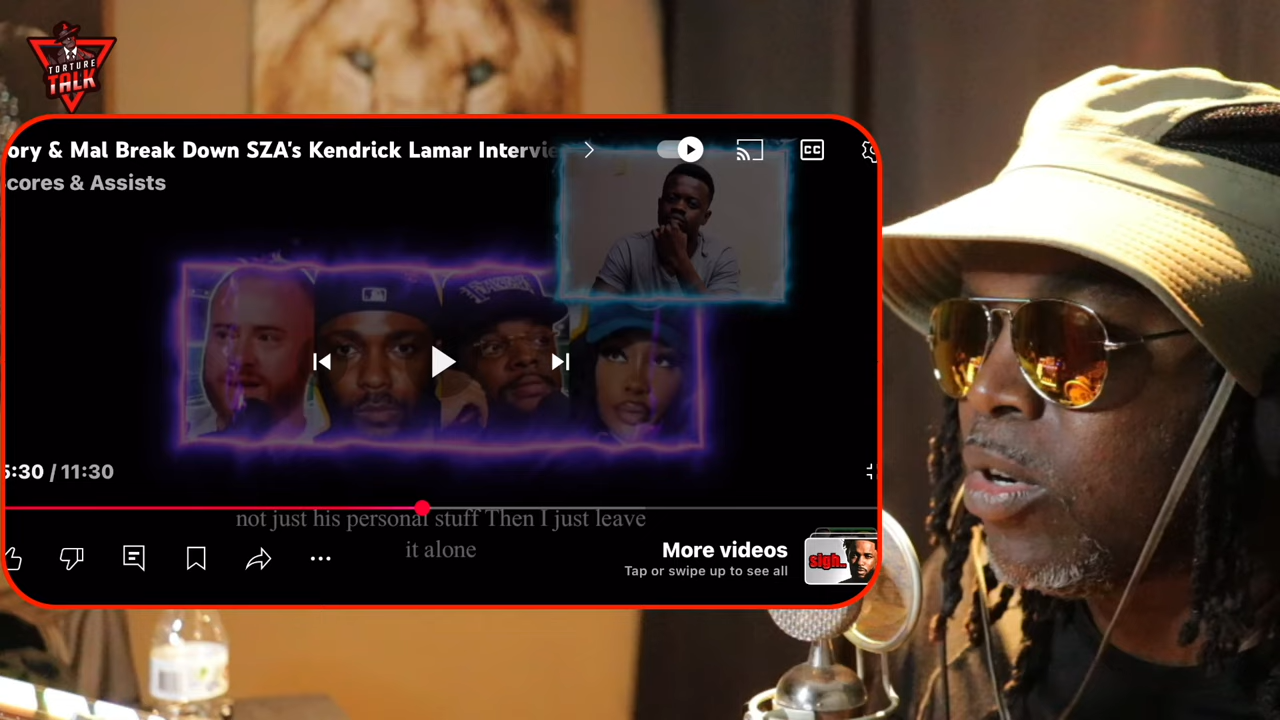 TORTURE
TALK
ory & Mal Break Down SZA's Kendrick Lamar Intervie
cores & Assists
CC
5:30 / 11:30
not just his personal stuff Then I just leave
it alone
More videos
Tap or swipe up to see all
sigh..